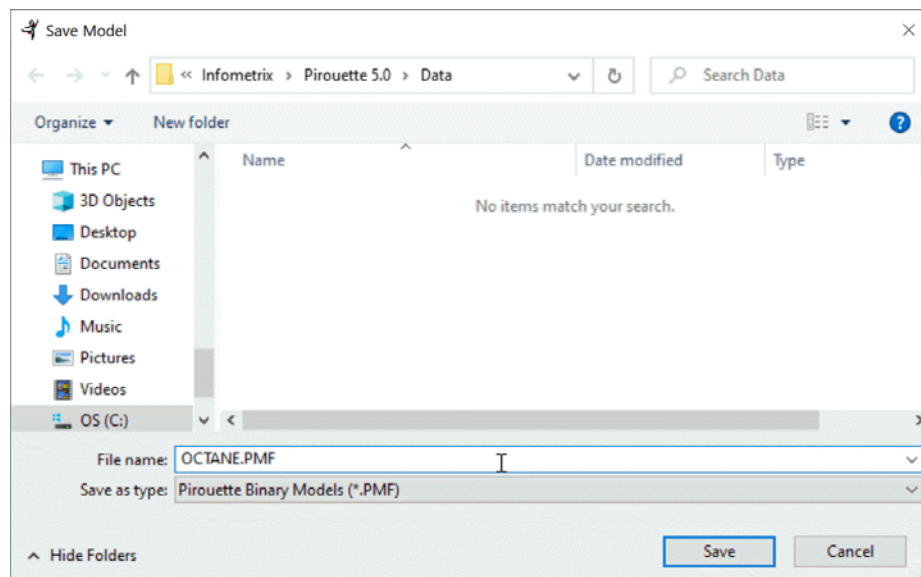 Save Model
« Infometrix › Pirouette 5.0 › Data
Search Data
Organize
New folder
?
Name
Date modified
Type
This PC
3D Objects
Desktop
Documents
Downloads
Music
Pictures
Videos
OS (C:)
No items match your search.
File name: OCTANE.PMF
Save as type: Pirouette Binary Models (*.PMF)
Hide Folders
Save
Cancel